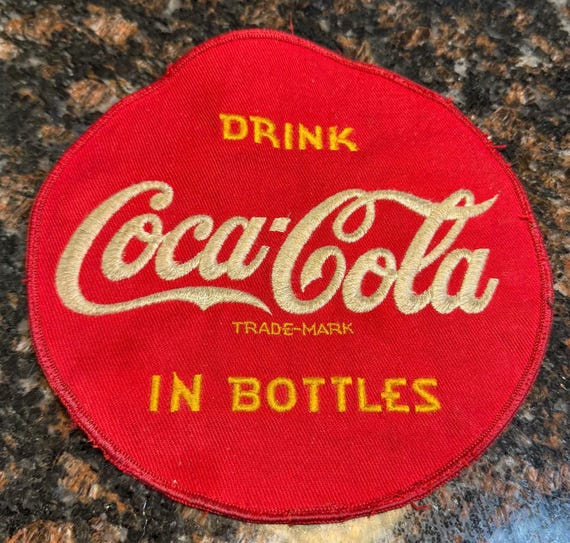 DRINK
Coca-Cola
TRADE-MARK
IN BOTTLES